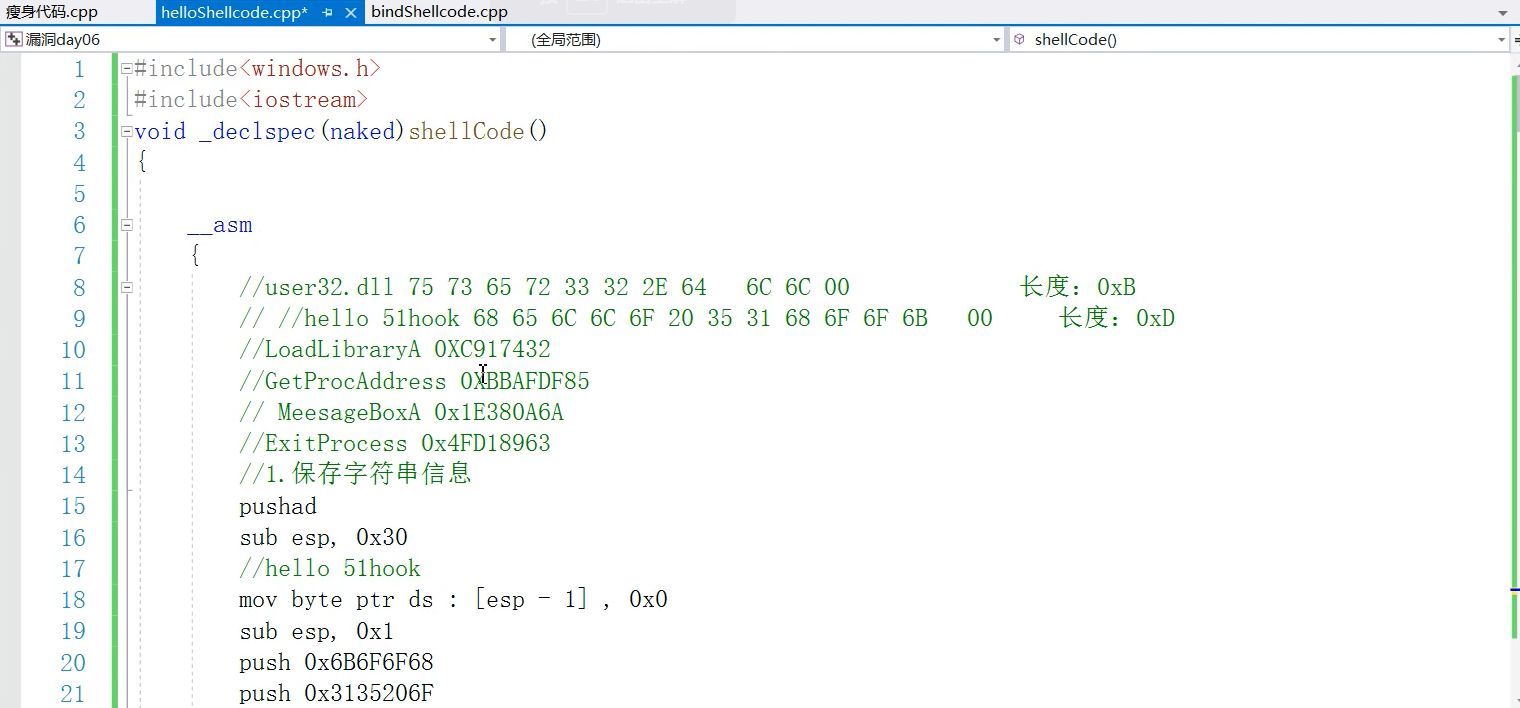 瘦身代码.cpp helloShellcode.cpp* bindShellcode.cpp
漏洞day06 (全局范围) shellCode()
1 #include<windows.h>
2 #include<iostream>
3 void _declspec(naked)shellCode()
4 {
5
6 __asm
7 {
8 //user32.dll 75 73 65 72 33 32 2E 64 6C 6C 00 长度：0xB
9 // //hello 51hook 68 65 6C 6C 6F 20 35 31 68 6F 6F 6B 00 长度：0xD
10 //LoadLibraryA 0XC917432
11 //GetProcAddress 0XBBAFDF85
12 // MeesageBoxA 0x1E380A6A
13 //ExitProcess 0x4FD18963
14 //1.保存字符串信息
15 pushad
16 sub esp, 0x30
17 //hello 51hook
18 mov byte ptr ds : [esp - 1] , 0x0
19 sub esp, 0x1
20 push 0x6B6F6F68
21 push 0x3135206F